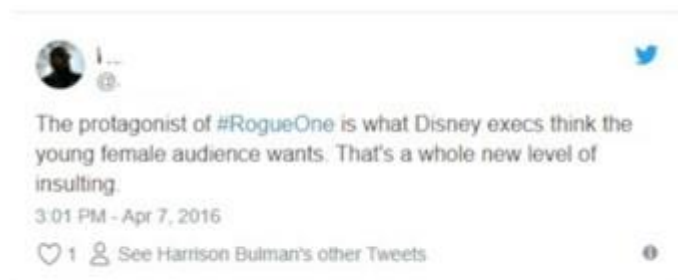 @
The protagonist of #RogueOne is what Disney execs think the
young female audience wants. That's a whole new level of
insulting.
3:01 PM - Apr 7, 2016
1 See Harrison Bulman's other Tweets